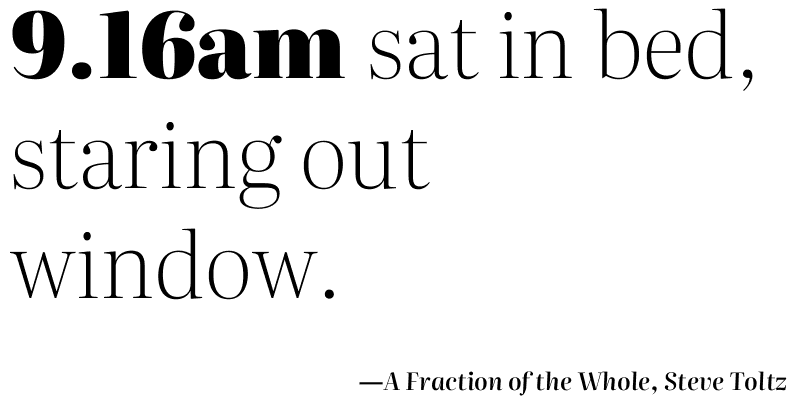 9.16am sat in bed,
staring out
window.
—A Fraction of the Whole, Steve Toltz